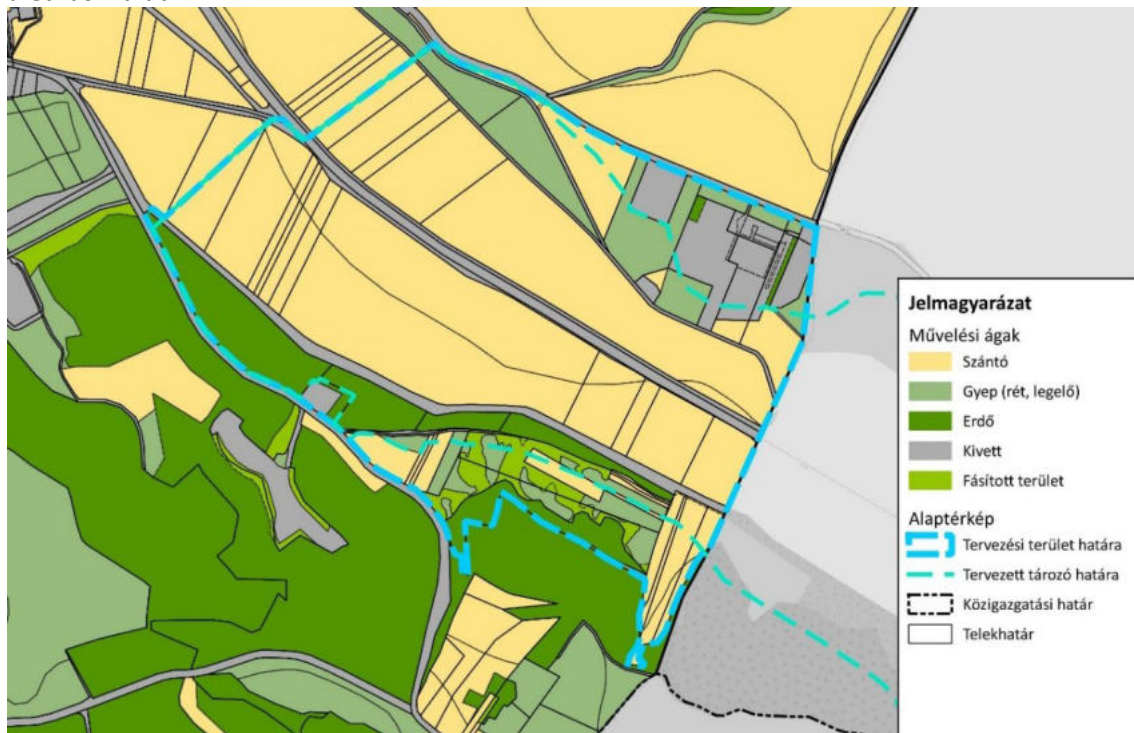 Jelmagyarázat
Művelési ágak
Szántó
Gyep (rét, legelő)
Erdő
Kivett
Fásított terület
Alaptérkép
Tervezési terület határa
Tervezett tározó határa
Közigazgatási határ
Telekhatár